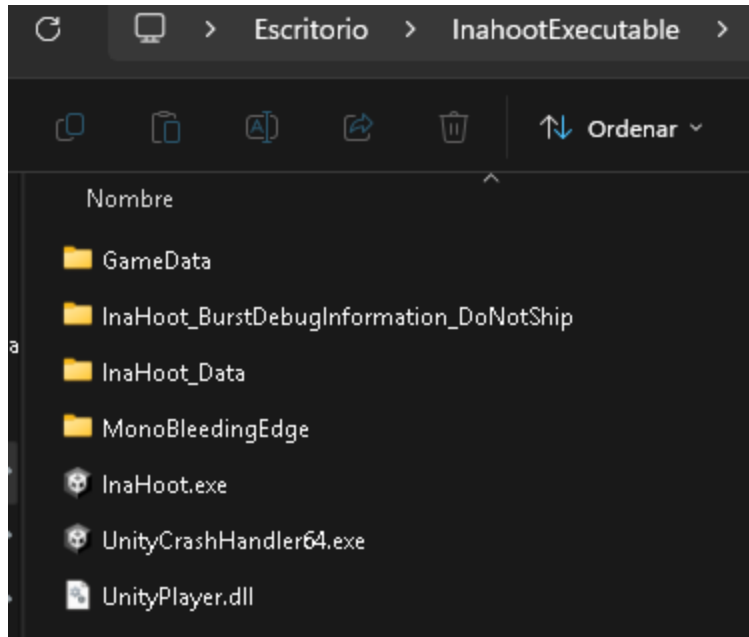 Escritorio > InahootExecutable >
Ordenar
Nombre
GameData
InaHoot_BurstDebugInformation_DoNotShip
a
InaHoot_Data
MonoBleedingEdge
InaHoot.exe
UnityCrashHandler64.exe
UnityPlayer.dll